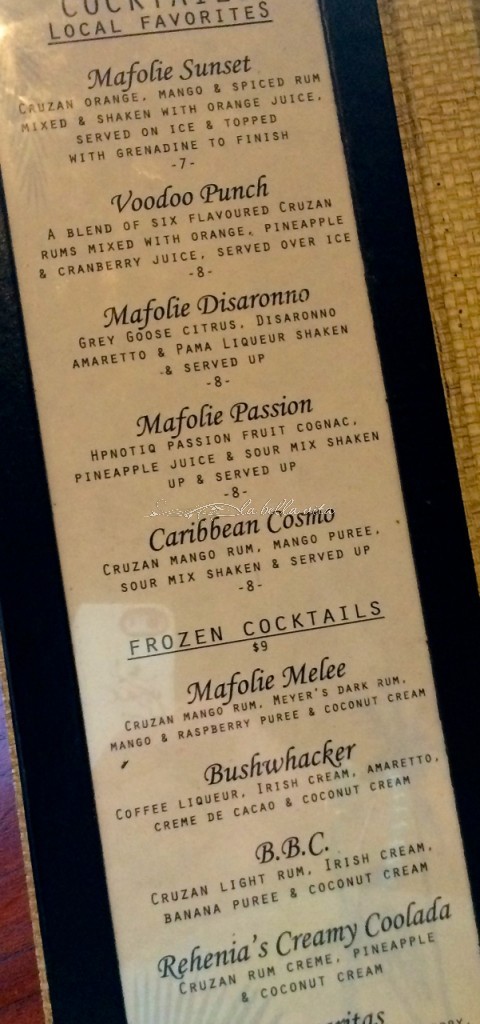 COCKTAIL
LOCAL FAVORITES
Mafolie Sunset
CRUZAN ORANGE, MANGO & SPICED RUM
MIXED & SHAKEN WITH ORANGE JUICE,
SERVED ON ICE & TOPPED
WITH GRENADINE TO FINISH
-7-
Voodoo Punch
A BLEND OF SIX FLAVOURED CRUZAN
RUMS MIXED WITH ORANGE, PINEAPPLE
& CRANBERRY JUICE, SERVED OVER ICE
-8-
Mafolie Disaronno
GREY GOOSE CITRUS, DISARONNO
AMARETTO & PAMA LIQUEUR SHAKEN
& SERVED UP
-8-
Mafolie Passion
HPNOTIQ PASSION FRUIT COGNAC,
PINEAPPLE JUICE & SOUR MIX SHAKEN
UP & SERVED UP
-8-
la bella vita
Caribbean Cosmo
CRUZAN MANGO RUM, MANGO PUREE,
SOUR MIX SHAKEN & SERVED UP
-8-
FROZEN COCKTAILS
$9
Mafolie Melee
CRUZAN MANGO RUM, MEYER'S DARK RUM,
MANGO & RASPBERRY PUREE & COCONUT CREAM
Bushwhacker
COFFEE LIQUEUR, IRISH CREAM, AMARETTO,
CREME DE CACAO & COCONUT CREAM
B.B.C.
CRUZAN LIGHT RUM, IRISH CREAM,
BANANA PUREE & COCONUT CREAM
Rehenia's Creamy Coolada
CRUZAN RUM CREME, PINEAPPLE
& COCONUT CREAM
ritas